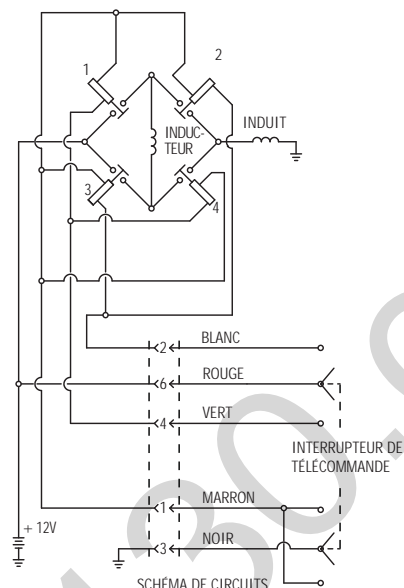 1
2
INDUC-
TEUR
INDUIT
3
4
2 BLANC
6 ROUGE
4 VERT
INTERRUPTEUR DE
TÉLÉCOMMANDE
1 MARRON
+ 12V
3 NOIR
SCHÉMA DE CIRCUITS